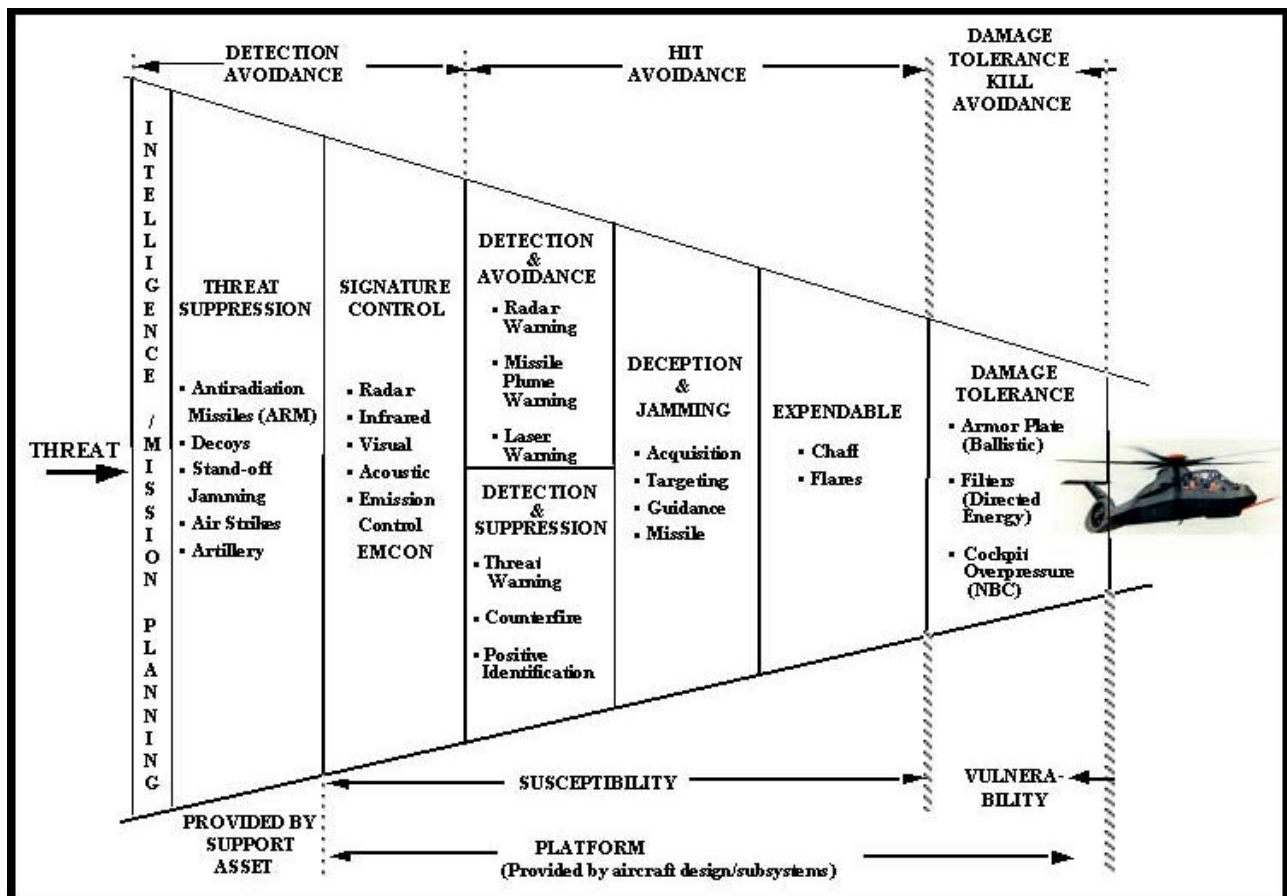 DETECTION
AVOIDANCE
HIT
AVOIDANCE
DAMAGE
TOLERANCE
KILL
AVOIDANCE
THREAT
INTELLIGENCE / MISSION PLANNING
THREAT
SUPPRESSION
▪ Antiradiation
Missiles (ARM)
▪ Decoys
▪ Stand-off
Jamming
▪ Air Strikes
▪ Artillery
SIGNATURE
CONTROL
▪ Radar
▪ Infrared
▪ Visual
▪ Acoustic
▪ Emission
Control
EMCON
DETECTION
&
AVOIDANCE
▪ Radar
Warning
▪ Missile
Plume
Warning
▪ Laser
Warning
DETECTION
&
SUPPRESSION
▪ Threat
Warning
▪ Counterfire
▪ Positive
Identification
DECEPTION
&
JAMMING
▪ Acquisition
▪ Targeting
▪ Guidance
▪ Missile
EXPENDABLE
▪ Chaff
▪ Flares
DAMAGE
TOLERANCE
▪ Armor Plate
(Ballistic)
▪ Filters
(Directed
Energy)
▪ Cockpit
Overpressure
(NBC)
SUSCEPTIBILITY
VULNERA-
BILITY
PROVIDED BY
SUPPORT
ASSET
PLATFORM
(Provided by aircraft design/subsystems)